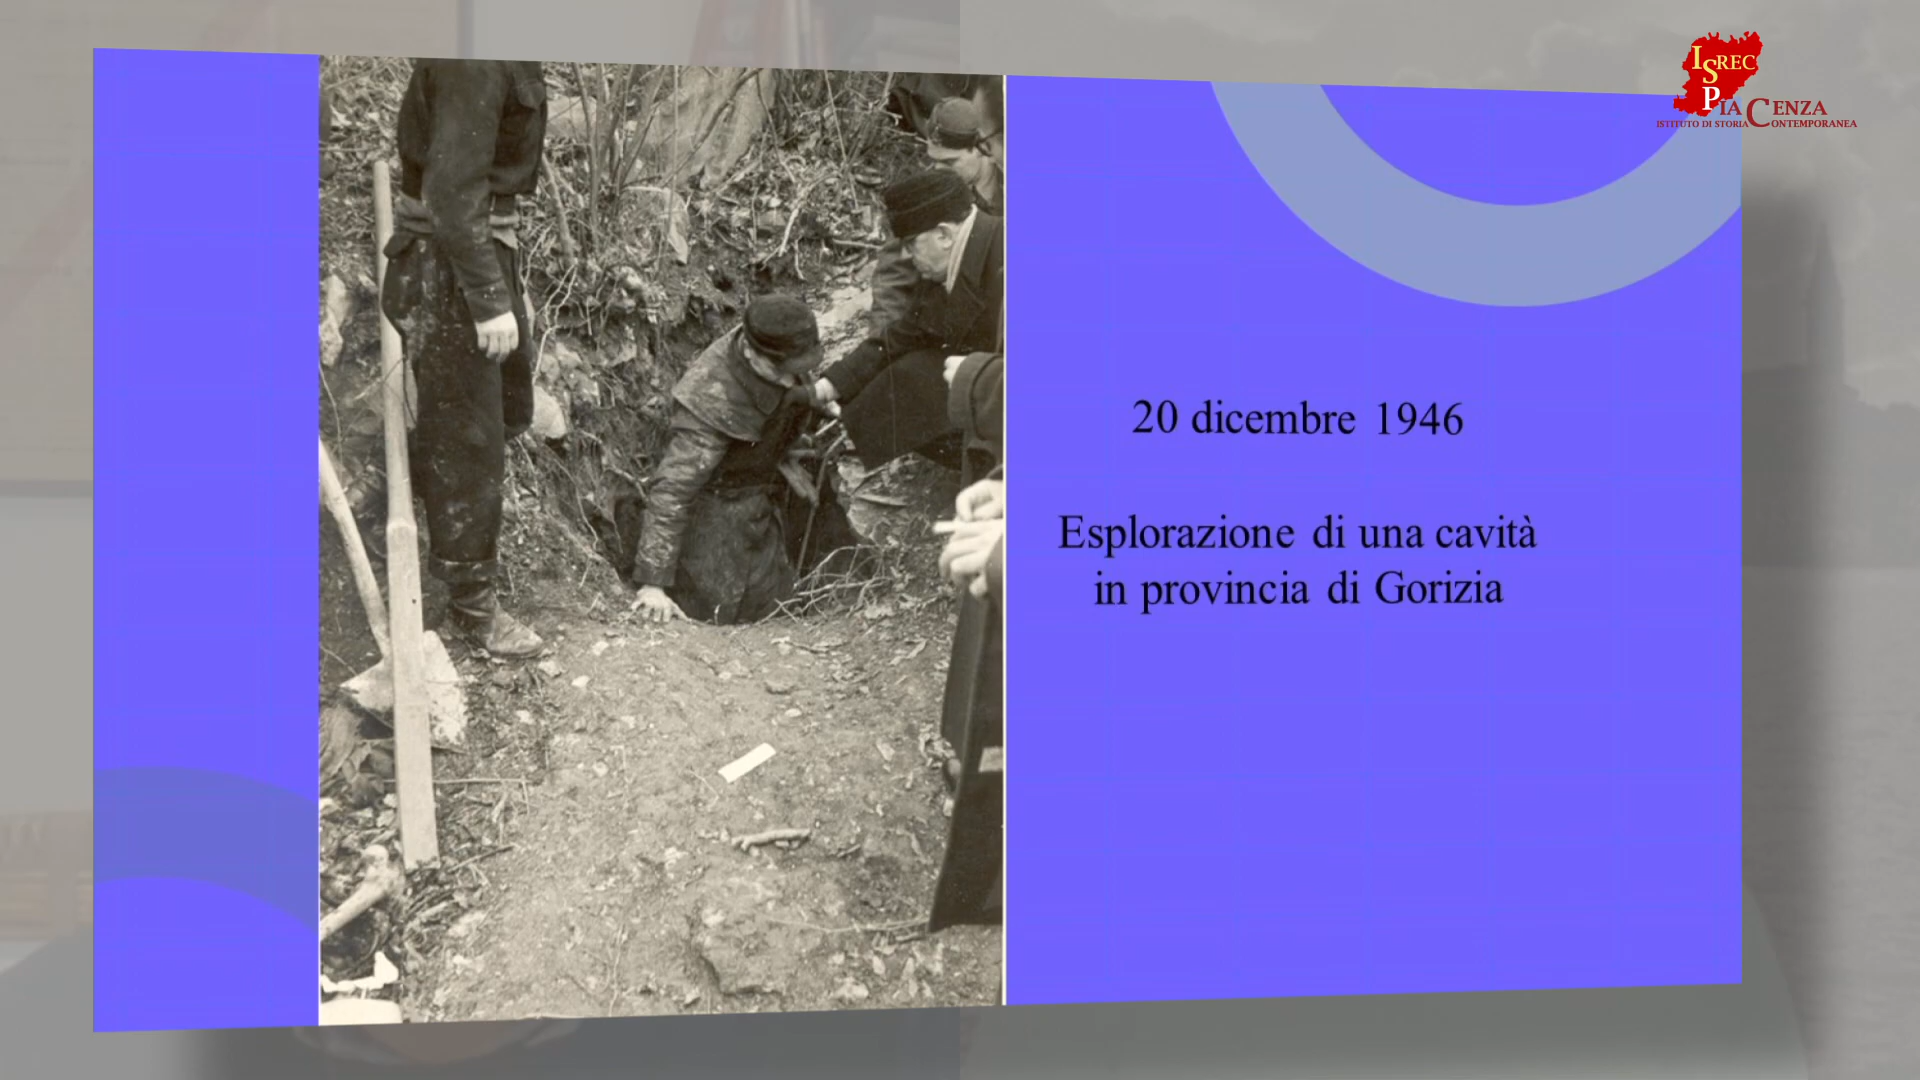 ISREC
PIACENZA
ISTITUTO DI STORIA CONTEMPORANEA
20 dicembre 1946
Esplorazione di una cavità
in provincia di Gorizia